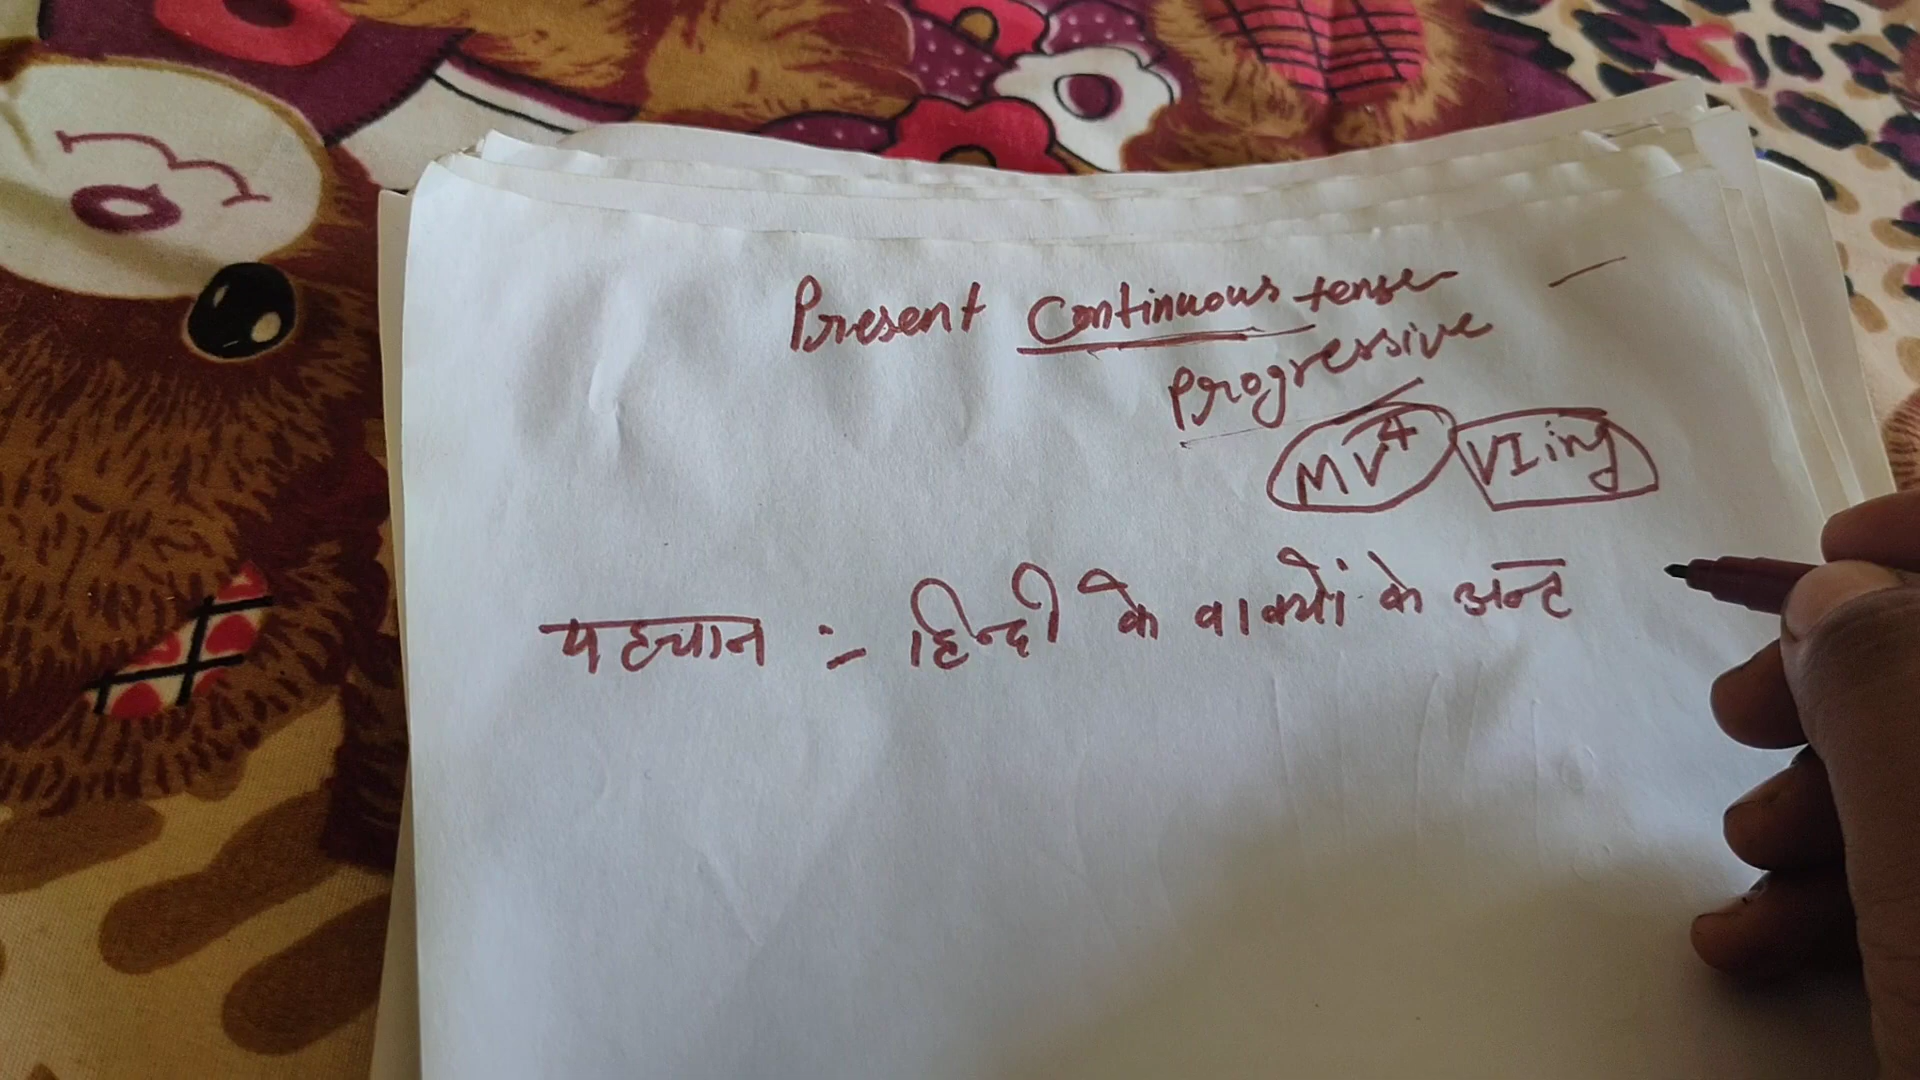 Present Continuous tense
Progressive
MV4 VIing
पहचान :- हिन्दी के वाक्यों के अन्त